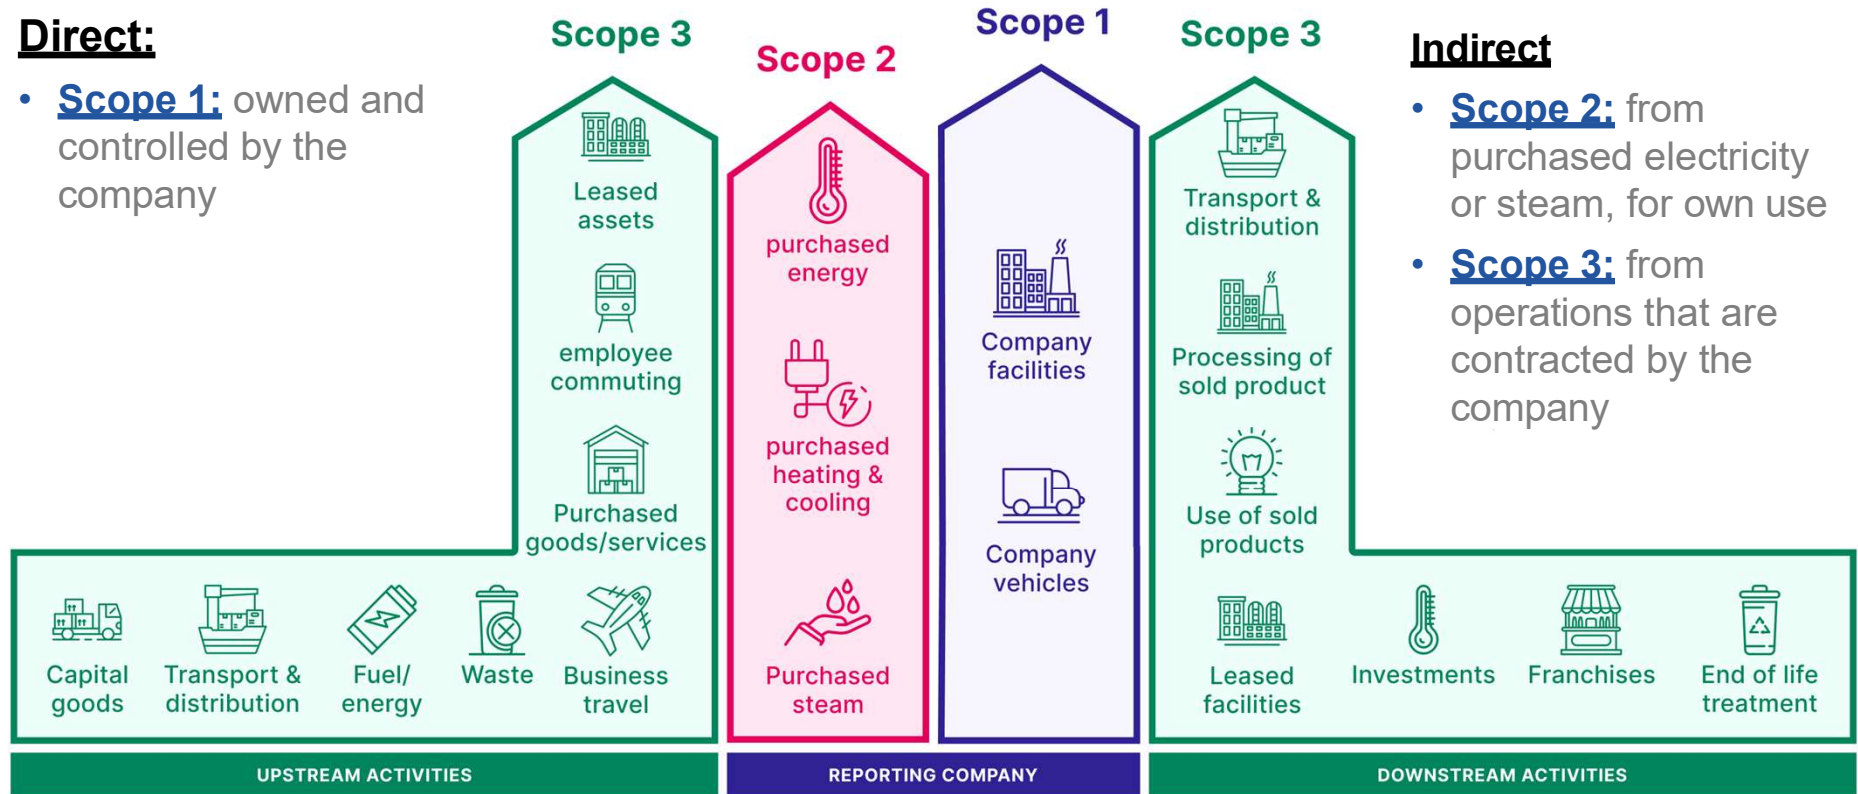 Direct:
• Scope 1: owned and
controlled by the
company
Scope 3
Leased
assets
employee
commuting
Purchased
goods/services
Capital
goods
Transport &
distribution
Fuel/
energy
Waste
Business
travel
UPSTREAM ACTIVITIES
Scope 2
purchased
energy
purchased
heating &
cooling
Purchased
steam
Scope 1
Company
facilities
Company
vehicles
REPORTING COMPANY
Scope 3
Transport &
distribution
Processing of
sold product
Use of sold
products
Leased
facilities
Investments
Franchises
End of life
treatment
DOWNSTREAM ACTIVITIES
Indirect
• Scope 2: from
purchased electricity
or steam, for own use
• Scope 3: from
operations that are
contracted by the
company